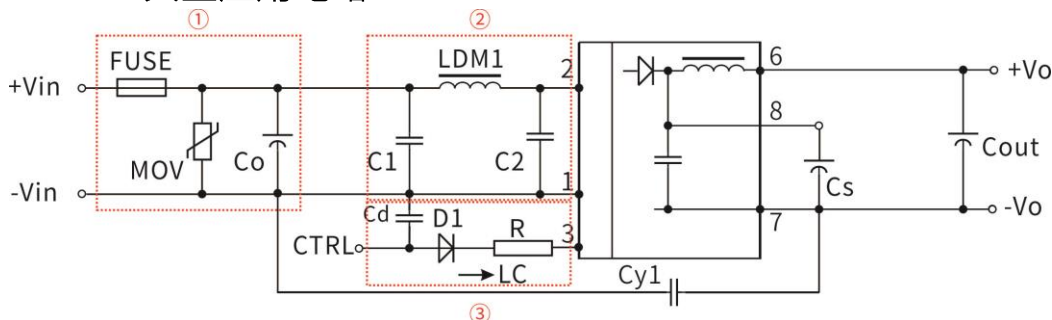 ① ②
FUSE LDM1 2 6 +Vo
+Vin 8
MOV Co C1 C2 Cs Cout
-Vin 1 -Vo
Cd D1 R 3 7
CTRL LC Cy1
③